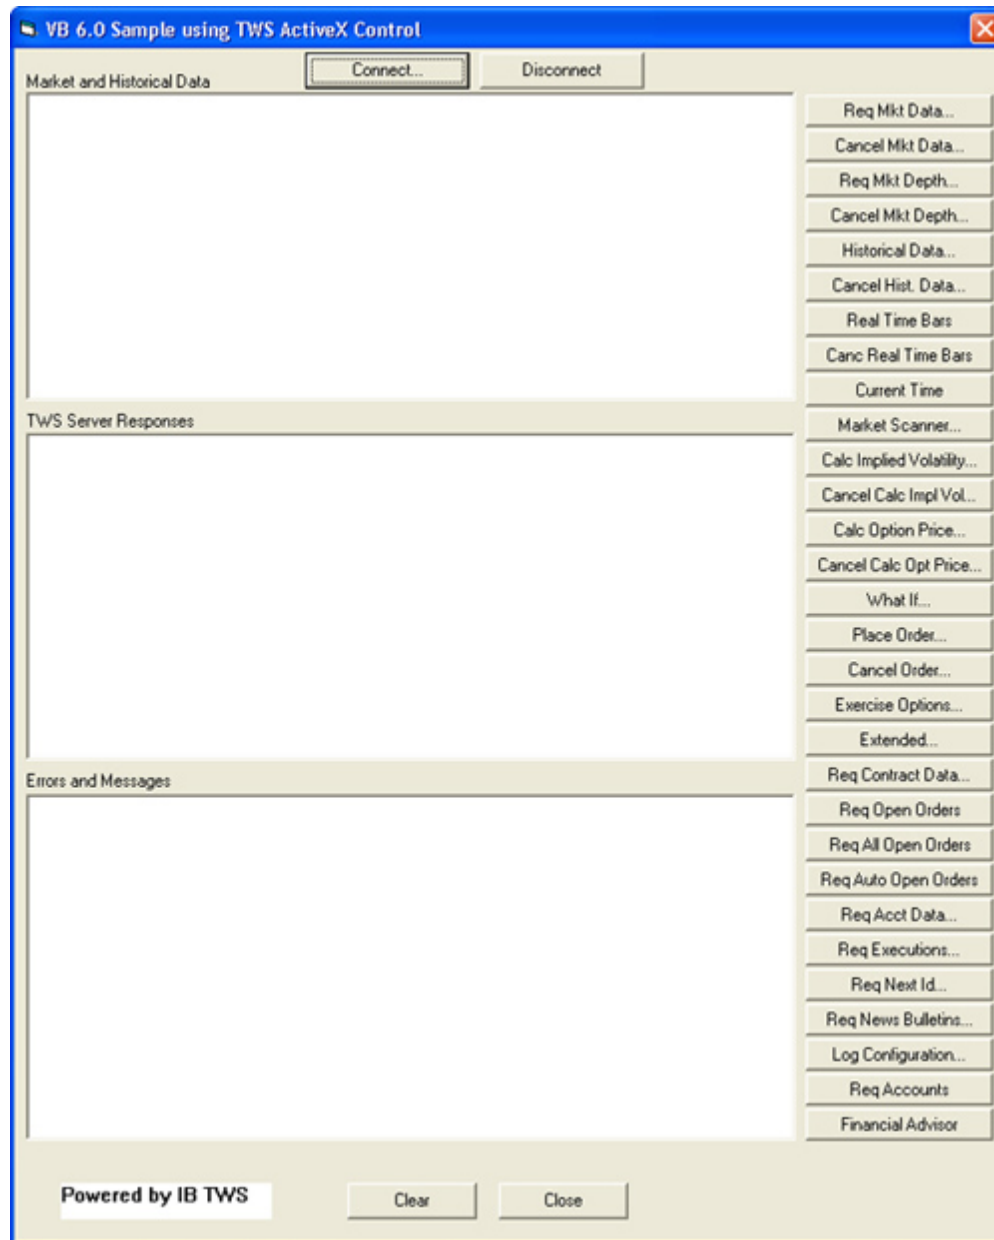 VB 6.0 Sample using TWS ActiveX Control
Connect...
Disconnect
Market and Historical Data
Req Mkt Data...
Cancel Mkt Data...
Req Mkt Depth...
Cancel Mkt Depth...
Historical Data...
Cancel Hist. Data...
Real Time Bars
Canc Real Time Bars
Current Time
TWS Server Responses
Market Scanner...
Calc Implied Volatility...
Cancel Calc Impl Vol...
Calc Option Price...
Cancel Calc Opt Price...
What If...
Place Order...
Cancel Order...
Exercise Options...
Extended...
Errors and Messages
Req Contract Data...
Req Open Orders
Req All Open Orders
Req Auto Open Orders
Req Acct Data...
Req Executions...
Req Next Id...
Req News Bulletins...
Log Configuration...
Req Accounts
Financial Advisor
Powered by IB TWS
Clear
Close